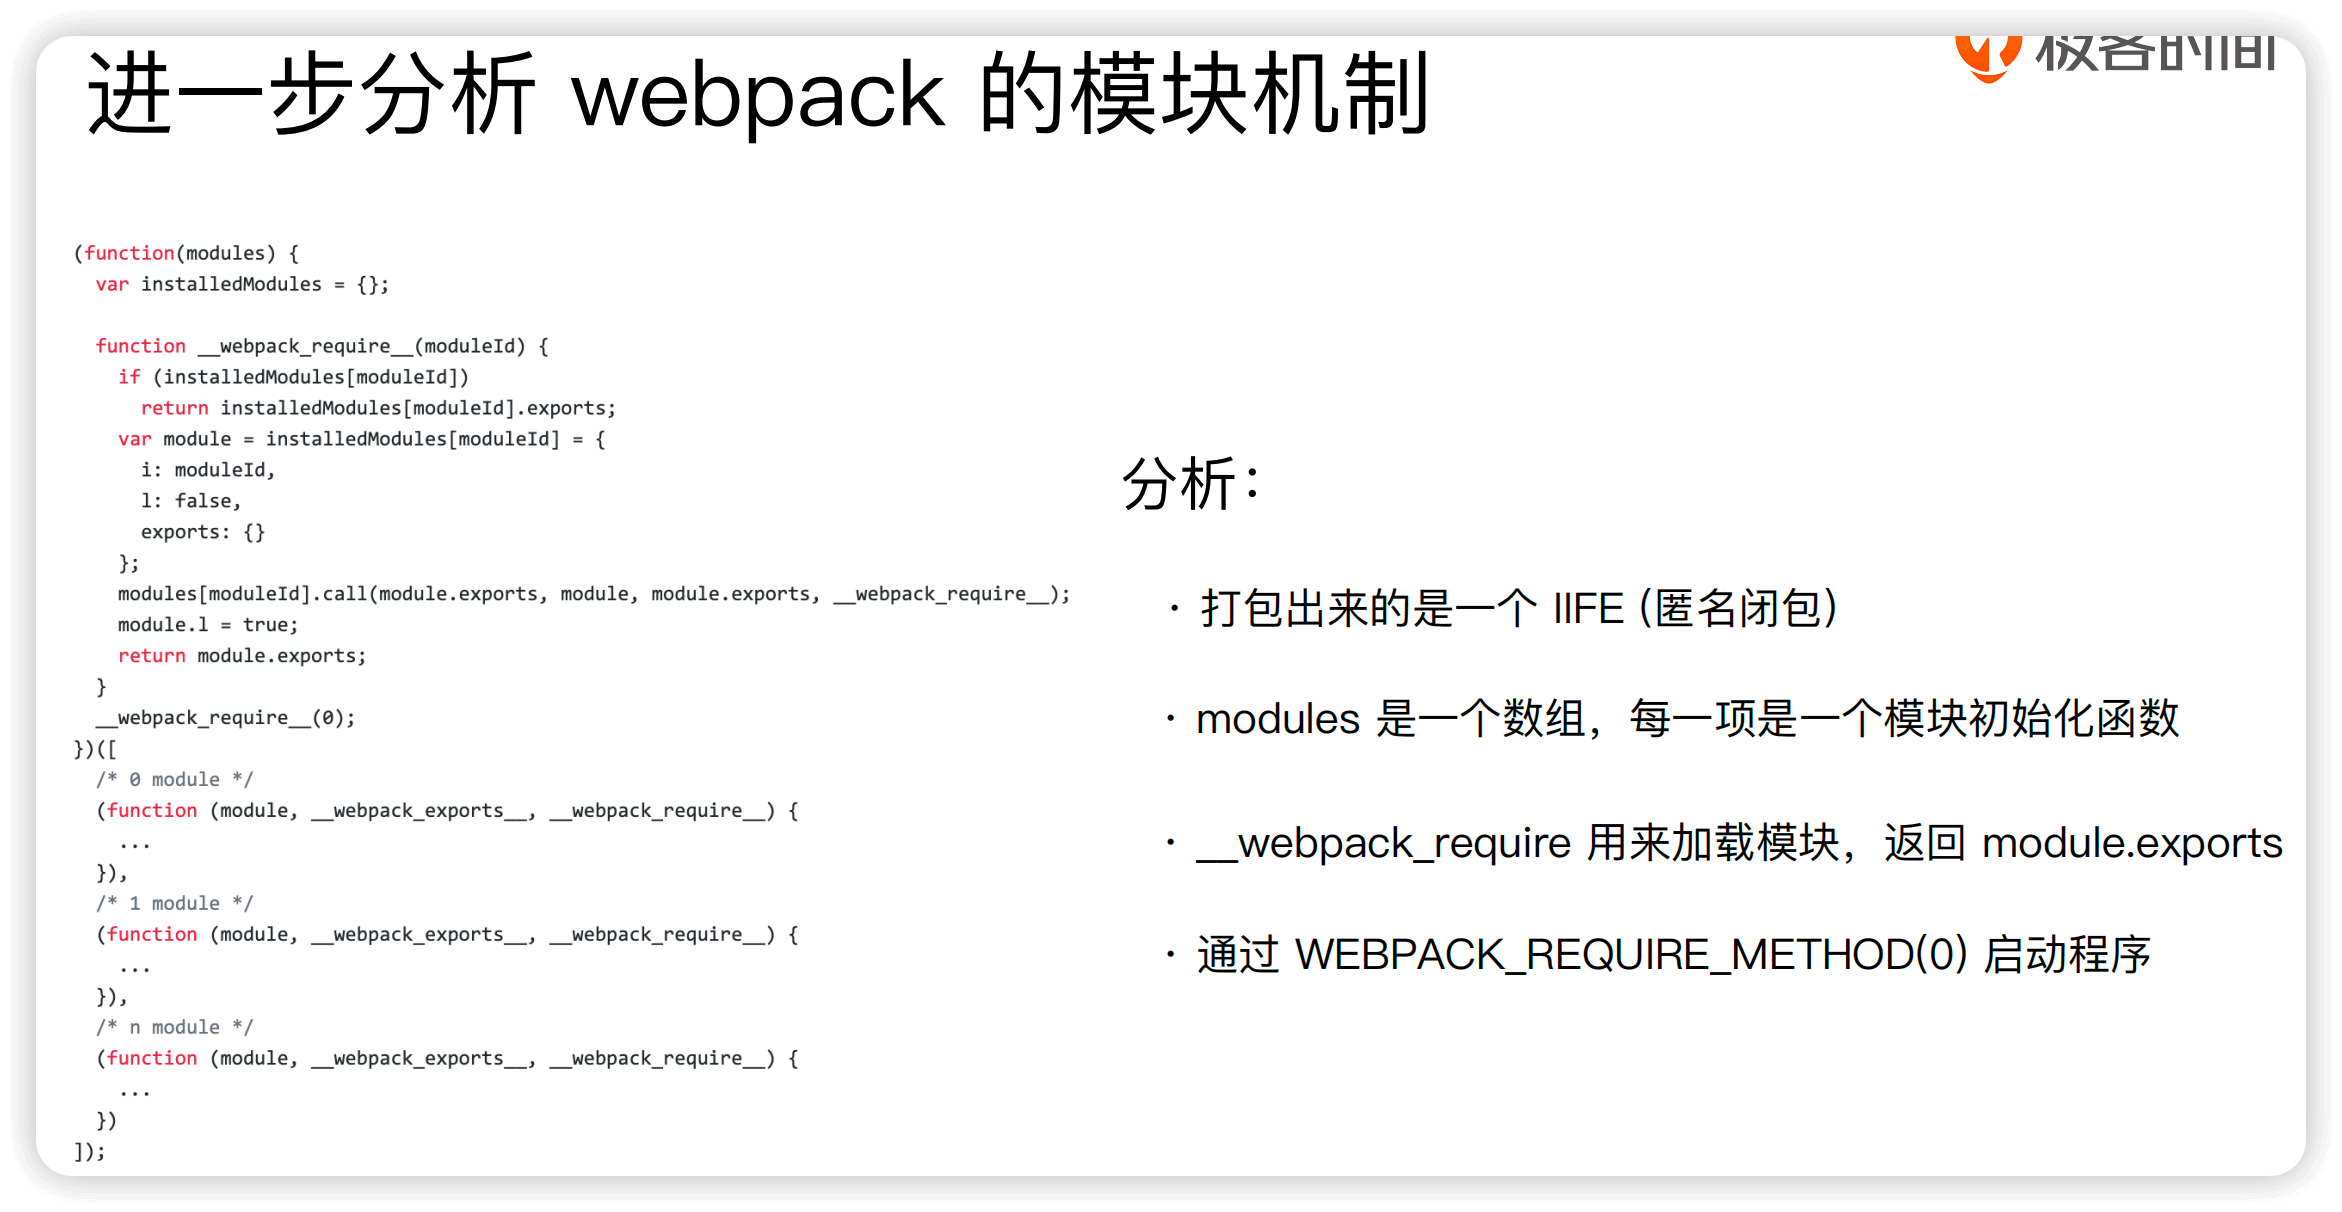 极客时间
进一步分析 webpack 的模块机制
(function(modules) {
  var installedModules = {};
  function __webpack_require__(moduleId) {
    if (installedModules[moduleId])
      return installedModules[moduleId].exports;
    var module = installedModules[moduleId] = {
      i: moduleId,
      l: false,
      exports: {}
    };
    modules[moduleId].call(module.exports, module, module.exports, __webpack_require__);
    module.l = true;
    return module.exports;
  }
  __webpack_require__(0);
})([
  /* 0 module */
  (function (module, __webpack_exports__, __webpack_require__) {
    ...
  }),
  /* 1 module */
  (function (module, __webpack_exports__, __webpack_require__) {
    ...
  }),
  /* n module */
  (function (module, __webpack_exports__, __webpack_require__) {
    ...
  })
]);
分析：
· 打包出来的是一个 IIFE (匿名闭包)
· modules 是一个数组，每一项是一个模块初始化函数
· __webpack_require 用来加载模块，返回 module.exports
· 通过 WEBPACK_REQUIRE_METHOD(0) 启动程序